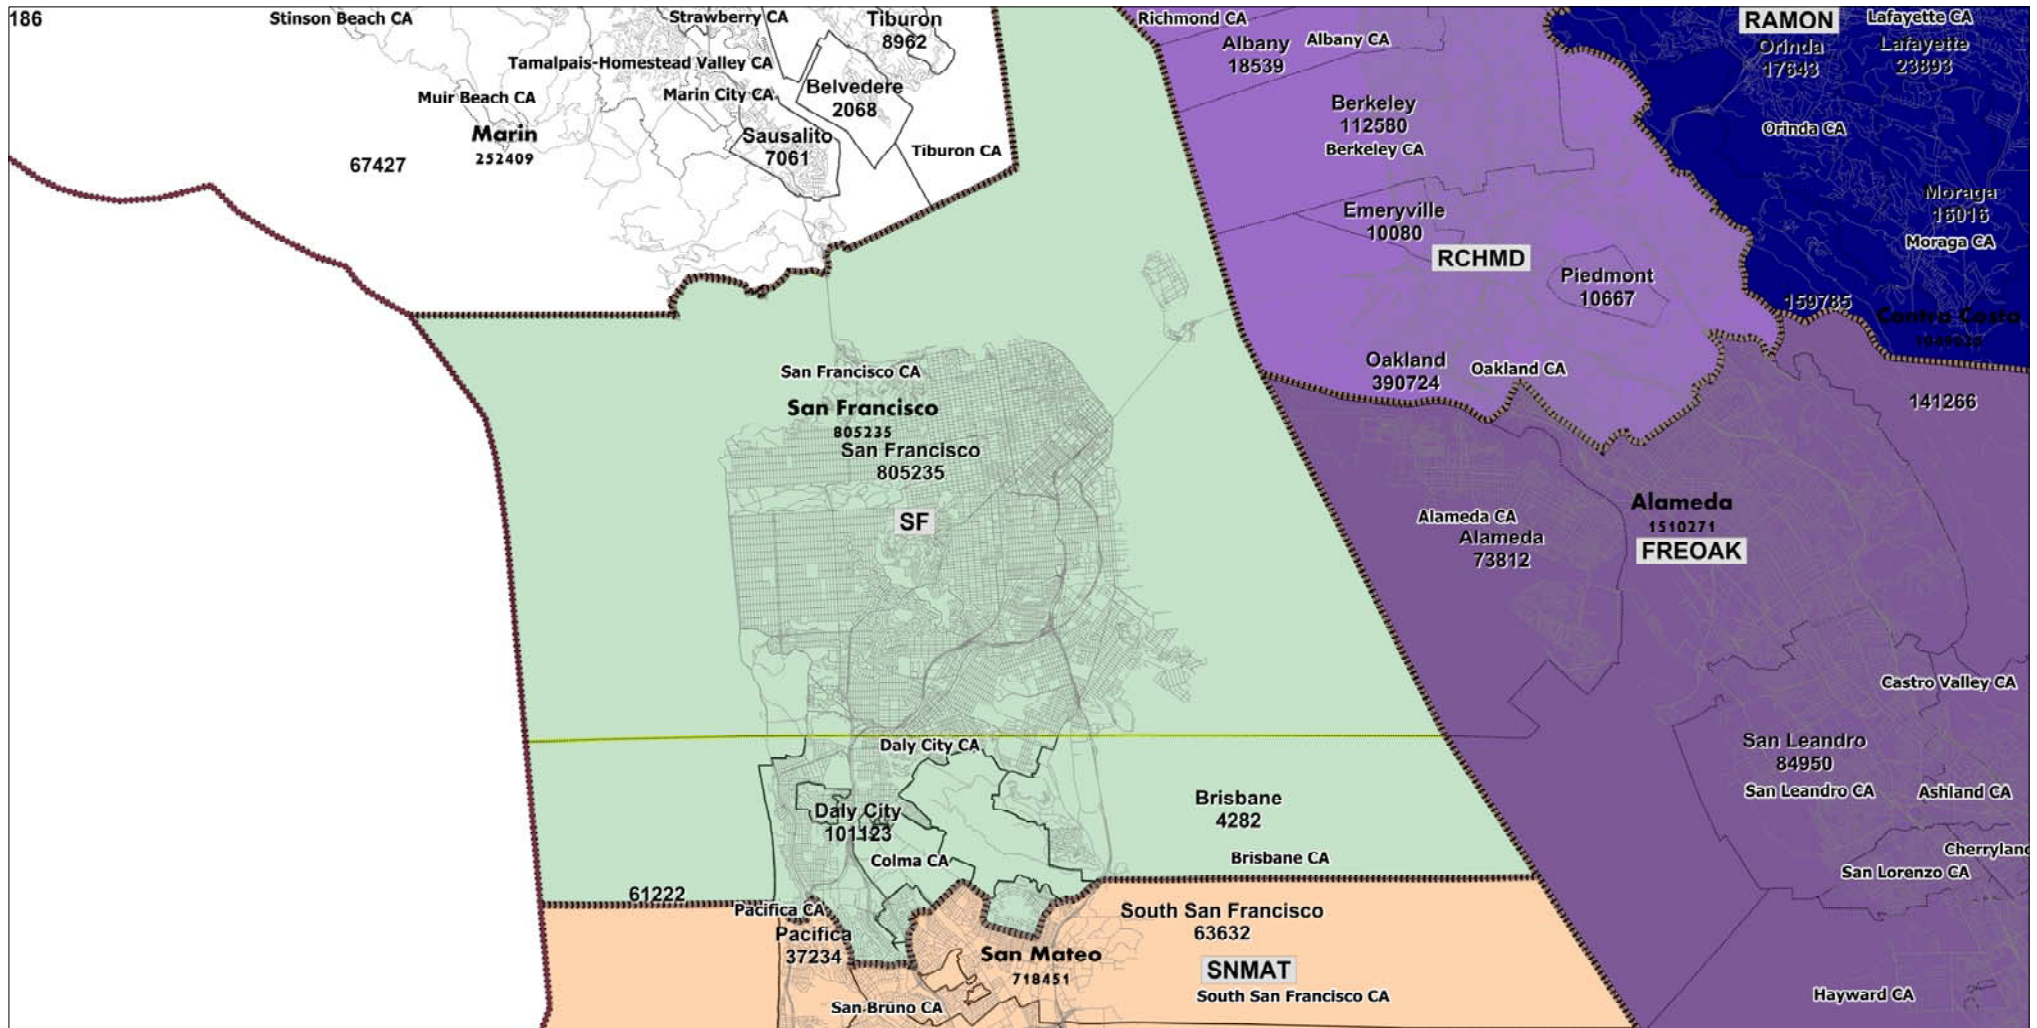 186
Stinson Beach CA
Strawberry CA
Tiburon
8962
Tamalpais-Homestead Valley CA
Belvedere
2068
Muir Beach CA
Marin City CA
Marin
252409
Sausalito
7061
Tiburon CA
67427
Richmond CA
Albany
18539
Albany CA
Berkeley
112580
Berkeley CA
Emeryville
10080
RCHMD
Piedmont
10667
Oakland
390724
Oakland CA
RAMON
Orinda
17643
Lafayette CA
Lafayette
23893
Orinda CA
Moraga
16016
Moraga CA
159785
Contra Costa
141266
San Francisco CA
San Francisco
805235
San Francisco
805235
SF
Alameda CA
Alameda
73812
Alameda
1510271
FREOAK
Castro Valley CA
San Leandro
84950
San Leandro CA
Ashland CA
Cherryland
San Lorenzo CA
Hayward CA
Daly City CA
Daly City
101123
Colma CA
Brisbane
4282
Brisbane CA
61222
Pacifica CA
Pacifica
37234
San Mateo
718451
San Bruno CA
South San Francisco
63632
SNMAT
South San Francisco CA